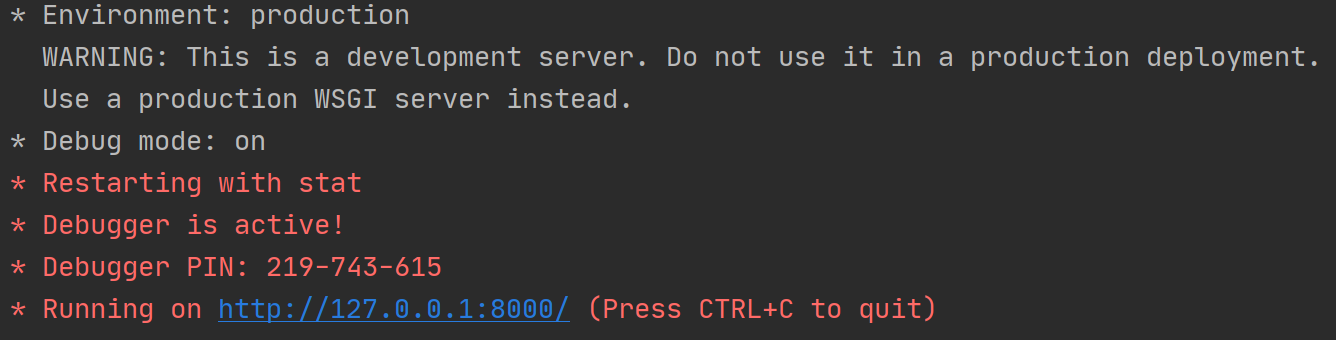 * Environment: production
WARNING: This is a development server. Do not use it in a production deployment.
Use a production WSGI server instead.
* Debug mode: on
* Restarting with stat
* Debugger is active!
* Debugger PIN: 219-743-615
* Running on http://127.0.0.1:8000/ (Press CTRL+C to quit)